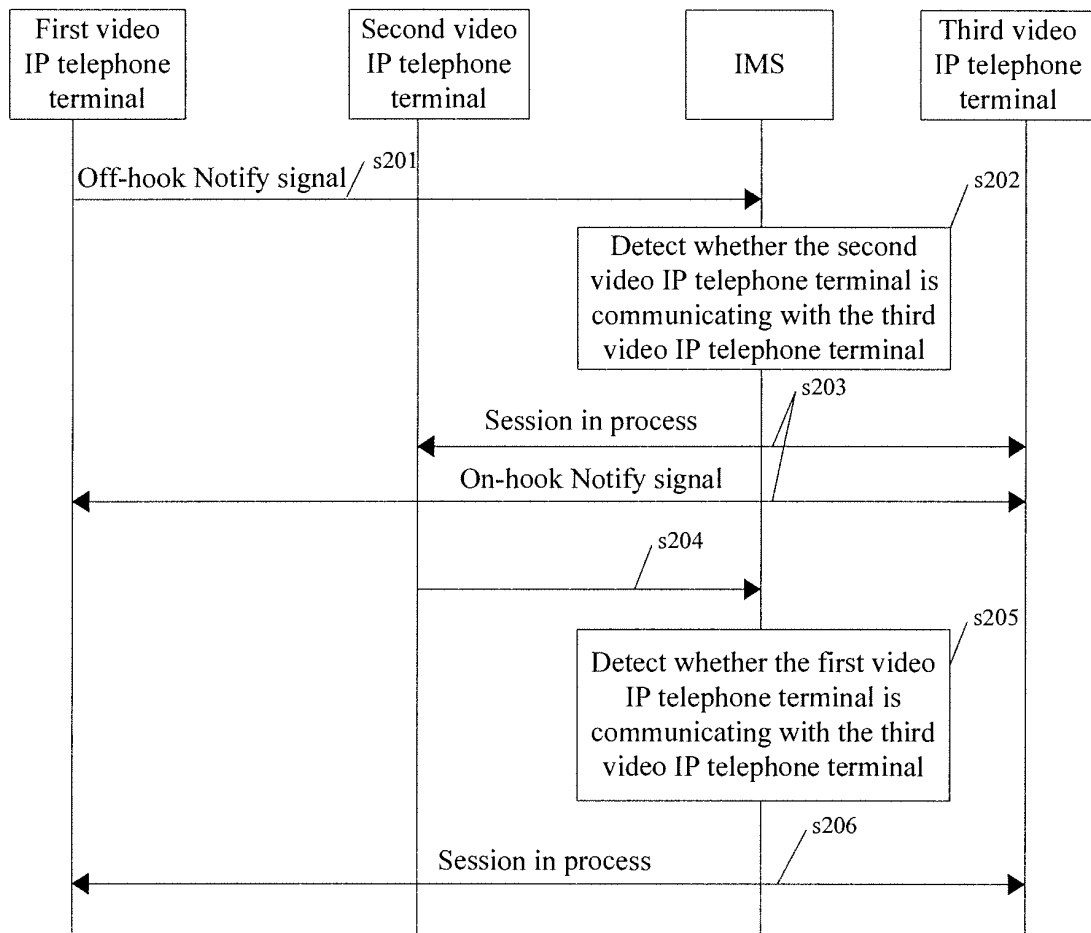 First video
IP telephone
terminal
Second video
IP telephone
terminal
IMS
Third video
IP telephone
terminal
Off-hook Notify signal
s201
s202
Detect whether the second
video IP telephone terminal is
communicating with the third
video IP telephone terminal
s203
Session in process
On-hook Notify signal
s204
s205
Detect whether the first video
IP telephone terminal is
communicating with the third
video IP telephone terminal
s206
Session in process